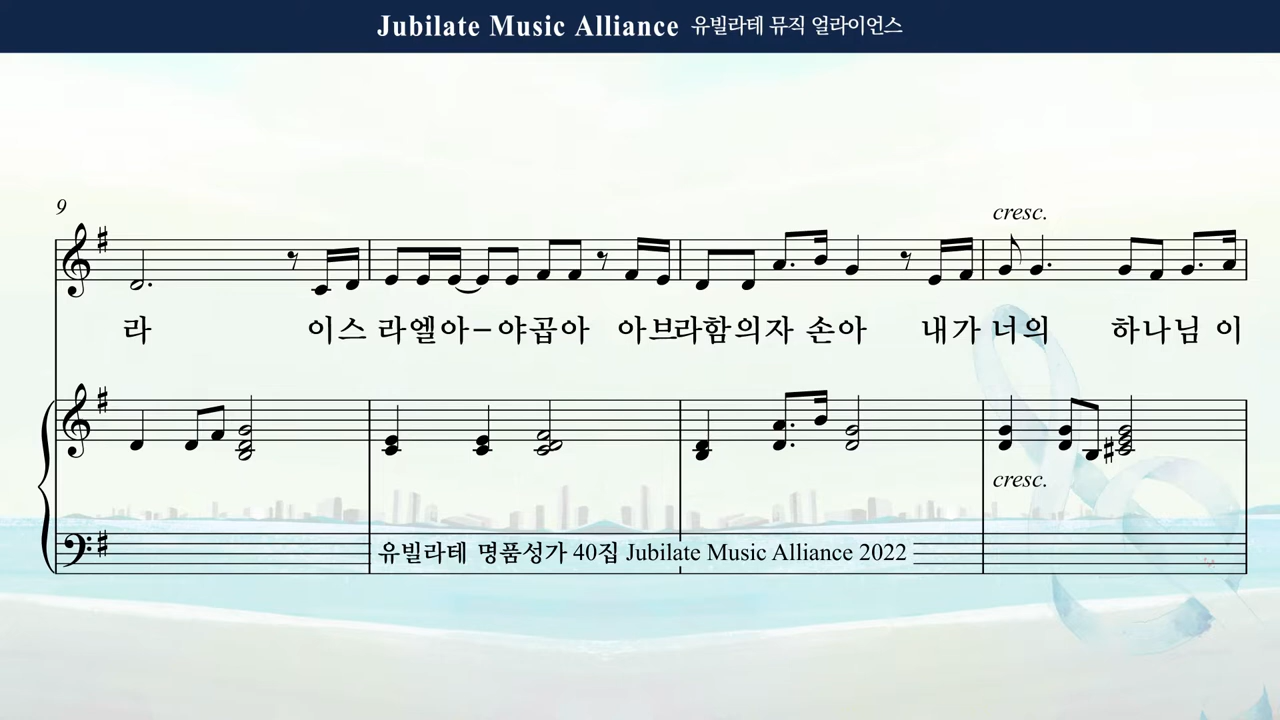 Jubilate Music Alliance 유빌라테 뮤직 얼라이언스
9
cresc.
라 이스 라엘아-야곱아 아브라함의자 손아 내가 너의 하나님 이
cresc.
유빌라테 명품성가 40집 Jubilate Music Alliance 2022